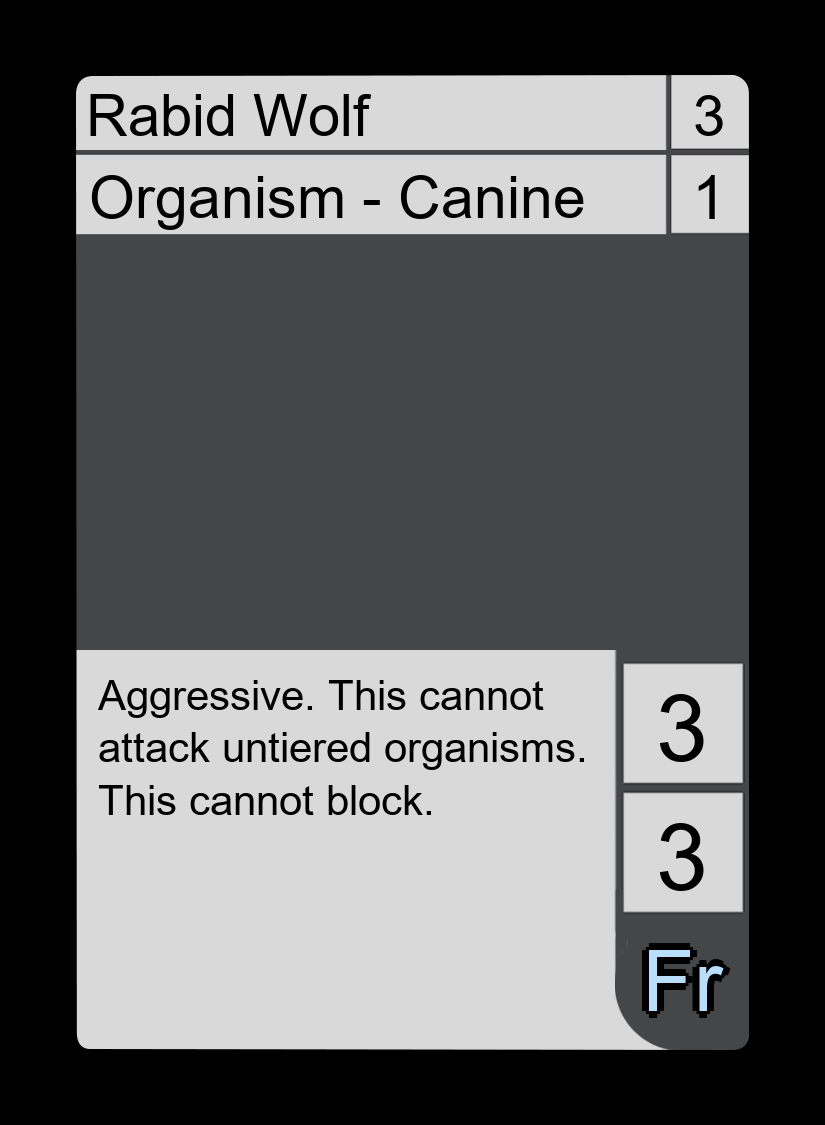 Rabid Wolf 3
Organism - Canine 1
Aggressive. This cannot
attack untiered organisms.
This cannot block.
3
3
Fr